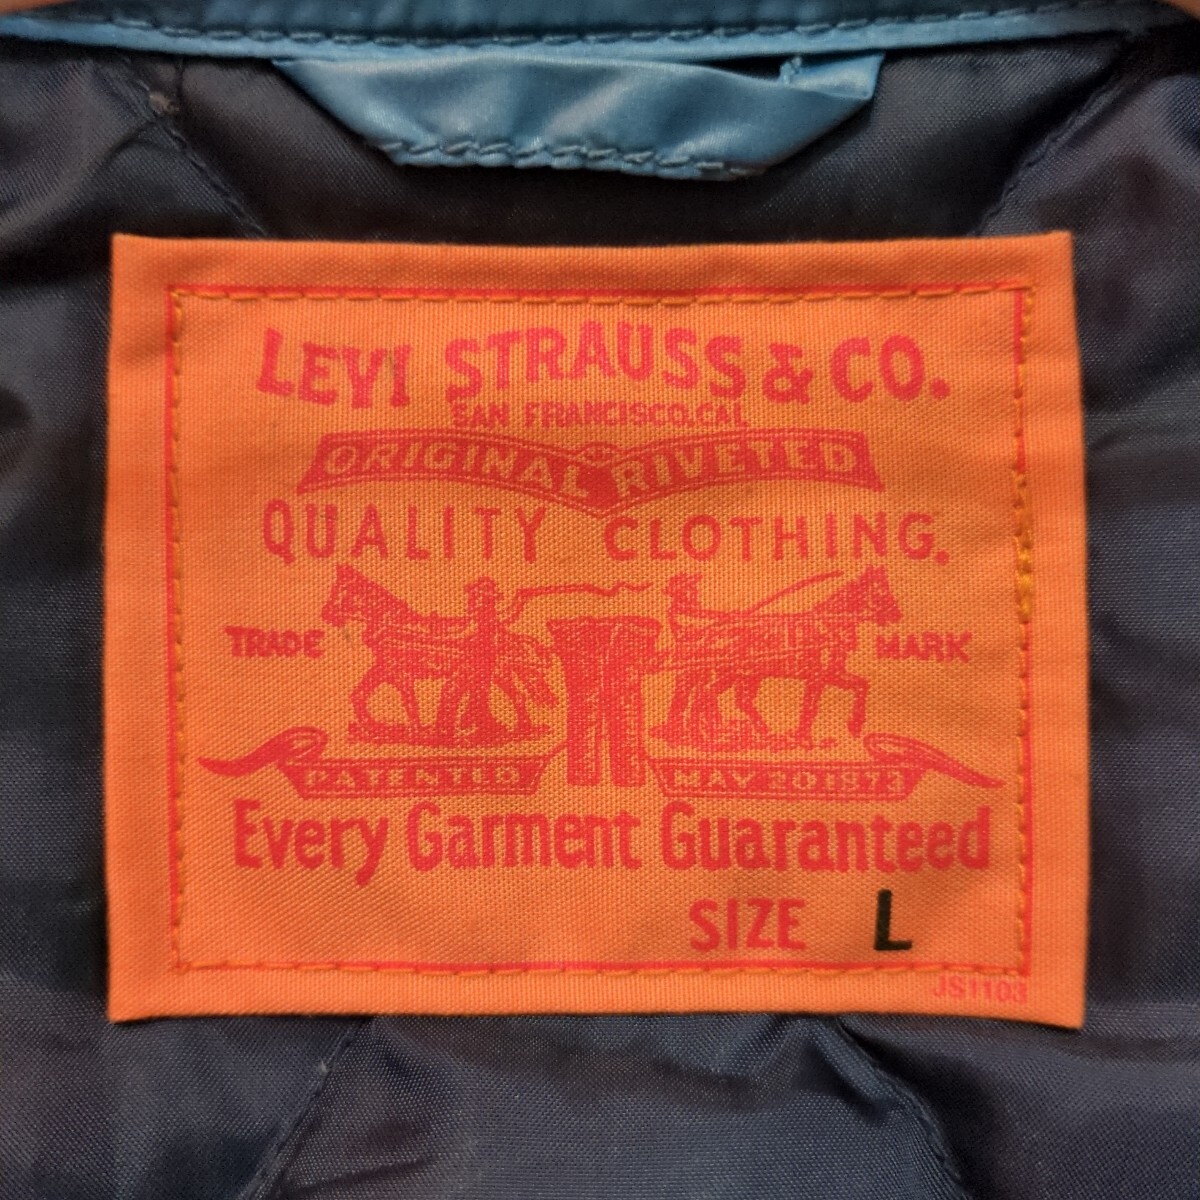 LEVI STRAUSS & CO.
SAN FRANCISCO, CAL
ORIGINAL RIVETED
QUALITY CLOTHING.
TRADE MARK
PATENTED MAY 20 1873
Every Garment Guaranteed
SIZE L
JS1103